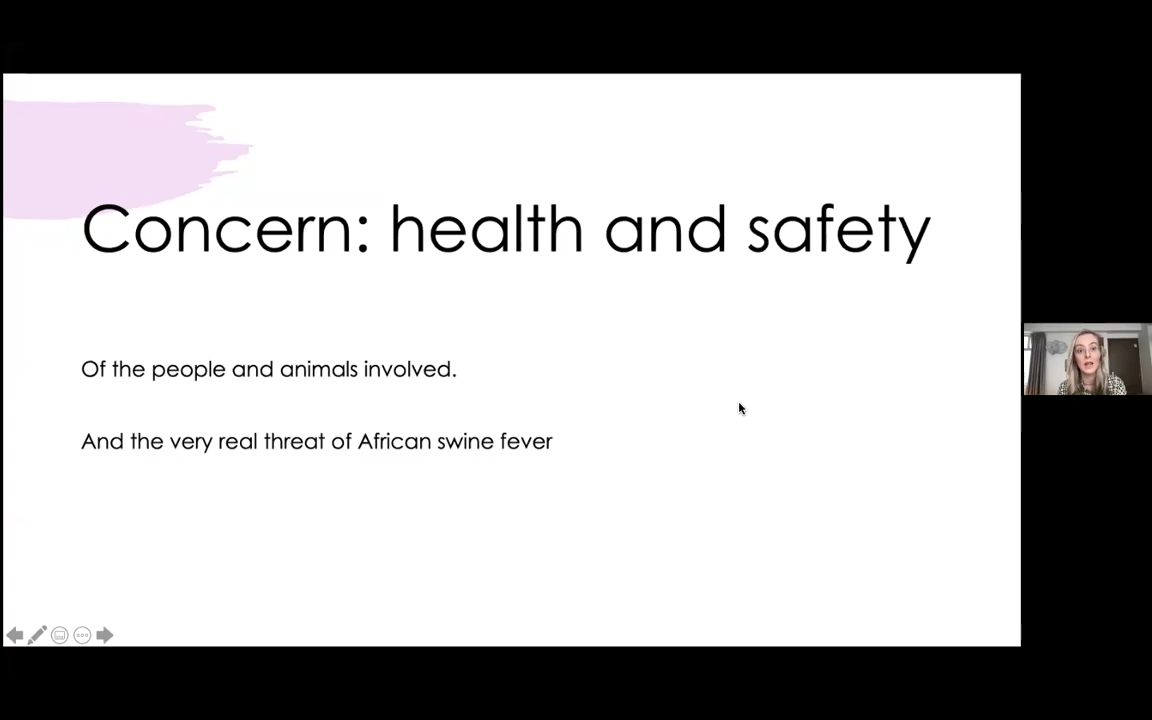 Concern: health and safety
Of the people and animals involved.
And the very real threat of African swine fever